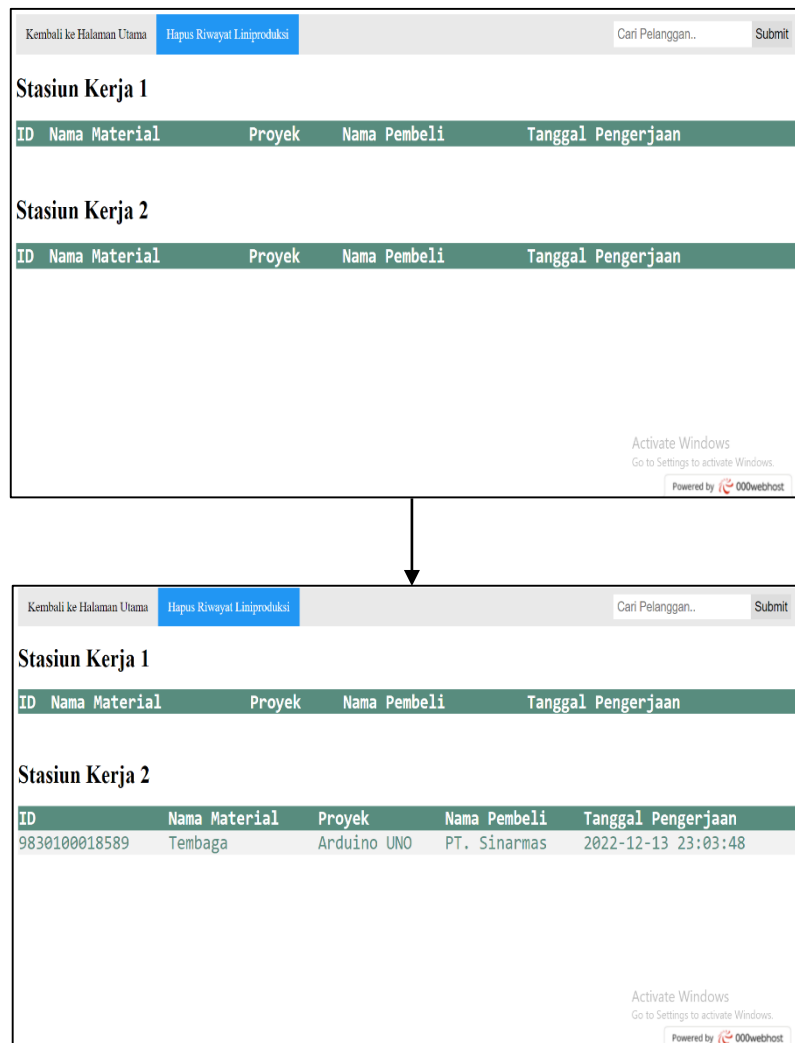 Kembali ke Halaman Utama Hapus Riwayat Liniproduksi Cari Pelanggan.. Submit
Stasiun Kerja 1
ID Nama Material Proyek Nama Pembeli Tanggal Pengerjaan
Stasiun Kerja 2
ID Nama Material Proyek Nama Pembeli Tanggal Pengerjaan
Activate Windows
Go to Settings to activate Windows.
Powered by 000webhost
Kembali ke Halaman Utama Hapus Riwayat Liniproduksi Cari Pelanggan.. Submit
Stasiun Kerja 1
ID Nama Material Proyek Nama Pembeli Tanggal Pengerjaan
Stasiun Kerja 2
ID Nama Material Proyek Nama Pembeli Tanggal Pengerjaan
9830100018589 Tembaga Arduino UNO PT. Sinarmas 2022-12-13 23:03:48
Activate Windows
Go to Settings to activate Windows.
Powered by 000webhost